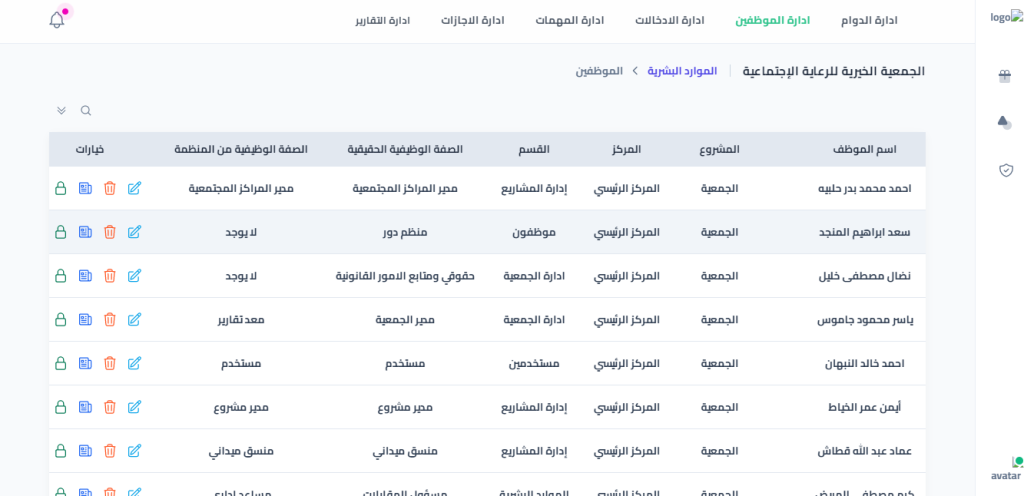 ادارة الدوام	ادارة الموظفين	ادارة الادخالات	ادارة المهمات	ادارة الاجازات	ادارة التقارير
logo
الجمعية الخيرية للرعاية الإجتماعية	الموارد البشرية	الموظفين
اسم الموظف	المشروع	المركز	القسم	الصفة الوظيفية الحقيقية	الصفة الوظيفية من المنظمة	خيارات
احمد محمد بدر حلبيه	الجمعية	المركز الرئيسي	إدارة المشاريع	مدير المراكز المجتمعية	مدير المراكز المجتمعية
سعد ابراهيم المنجد	الجمعية	المركز الرئيسي	موظفون	منظم دور	لا يوجد
نضال مصطفى خليل	الجمعية	المركز الرئيسي	ادارة الجمعية	حقوقي ومتابع الامور القانونية	لا يوجد
ياسر محمود جاموس	الجمعية	المركز الرئيسي	ادارة الجمعية	مدير الجمعية	معد تقارير
احمد خالد النبهان	الجمعية	المركز الرئيسي	مستخدمين	مستخدم	مستخدم
أيمن عمر الخياط	الجمعية	المركز الرئيسي	إدارة المشاريع	مدير مشروع	مدير مشروع
عماد عبد الله قطاش	الجمعية	المركز الرئيسي	إدارة المشاريع	منسق ميداني	منسق ميداني
كرم مصطفى المبيض	الجمعية	المركز الرئيسي	الموارد البشرية	مسؤول المقابلات	مساعد اداري
avatar